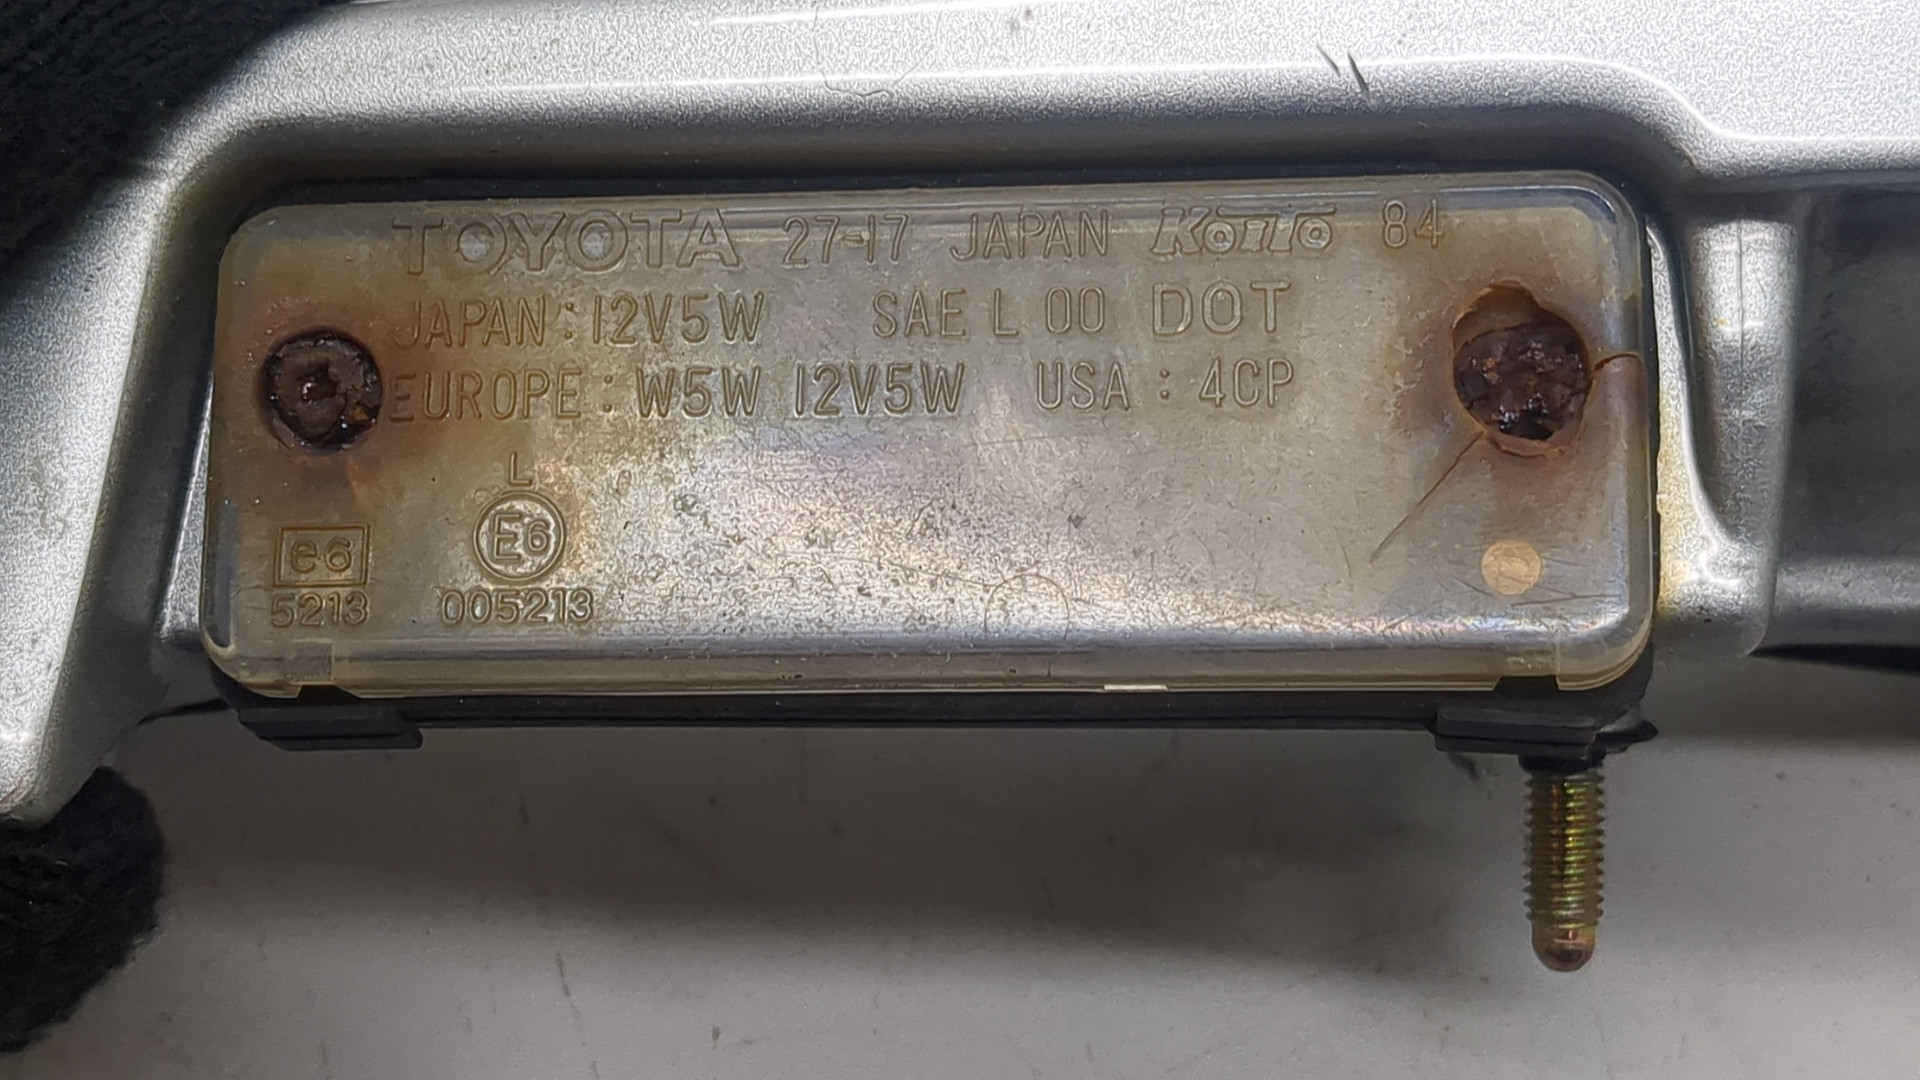 TOYOTA 27-17 JAPAN KOITO 84
JAPAN : 12V5W SAE L 00 DOT
EUROPE : W5W 12V5W USA : 4CP
L
e6
E6
5213
005213